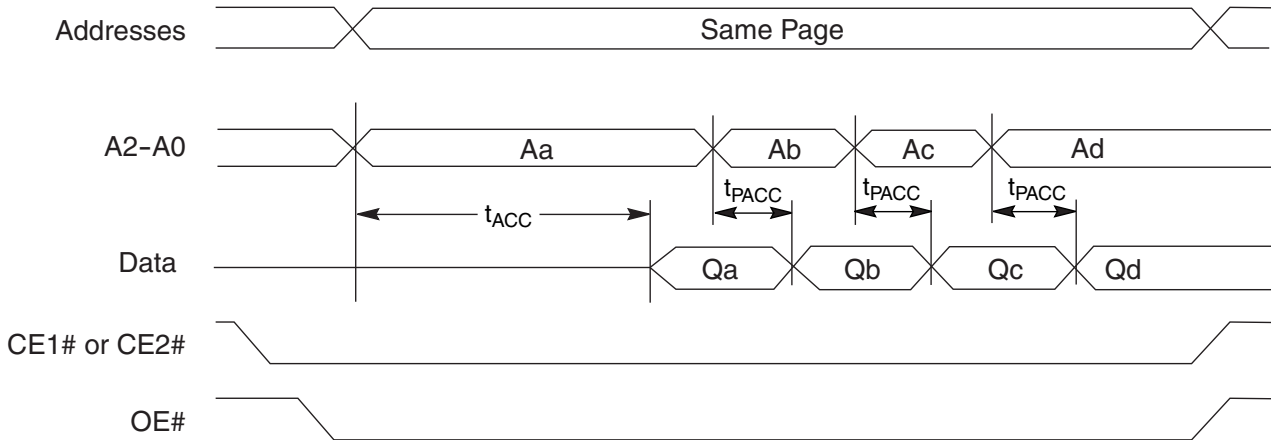 Addresses
Same Page
A2-A0
Aa
Ab
Ac
Ad
tPACC
tPACC
tPACC
tACC
Data
Qa
Qb
Qc
Qd
CE1# or CE2#
OE#